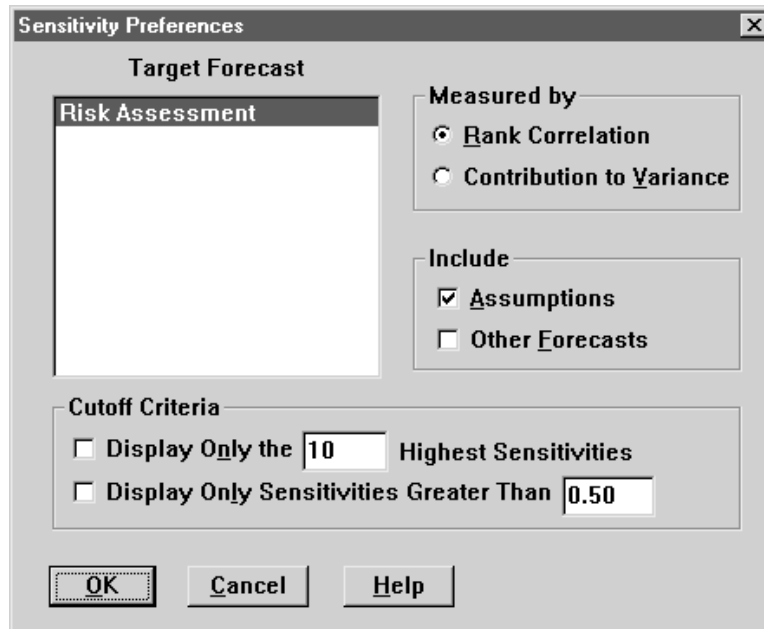 Sensitivity Preferences
Target Forecast
Risk Assessment
Measured by
Rank Correlation
Contribution to Variance
Include
Assumptions
Other Forecasts
Cutoff Criteria
Display Only the 10 Highest Sensitivities
Display Only Sensitivities Greater Than 0.50
OK Cancel Help